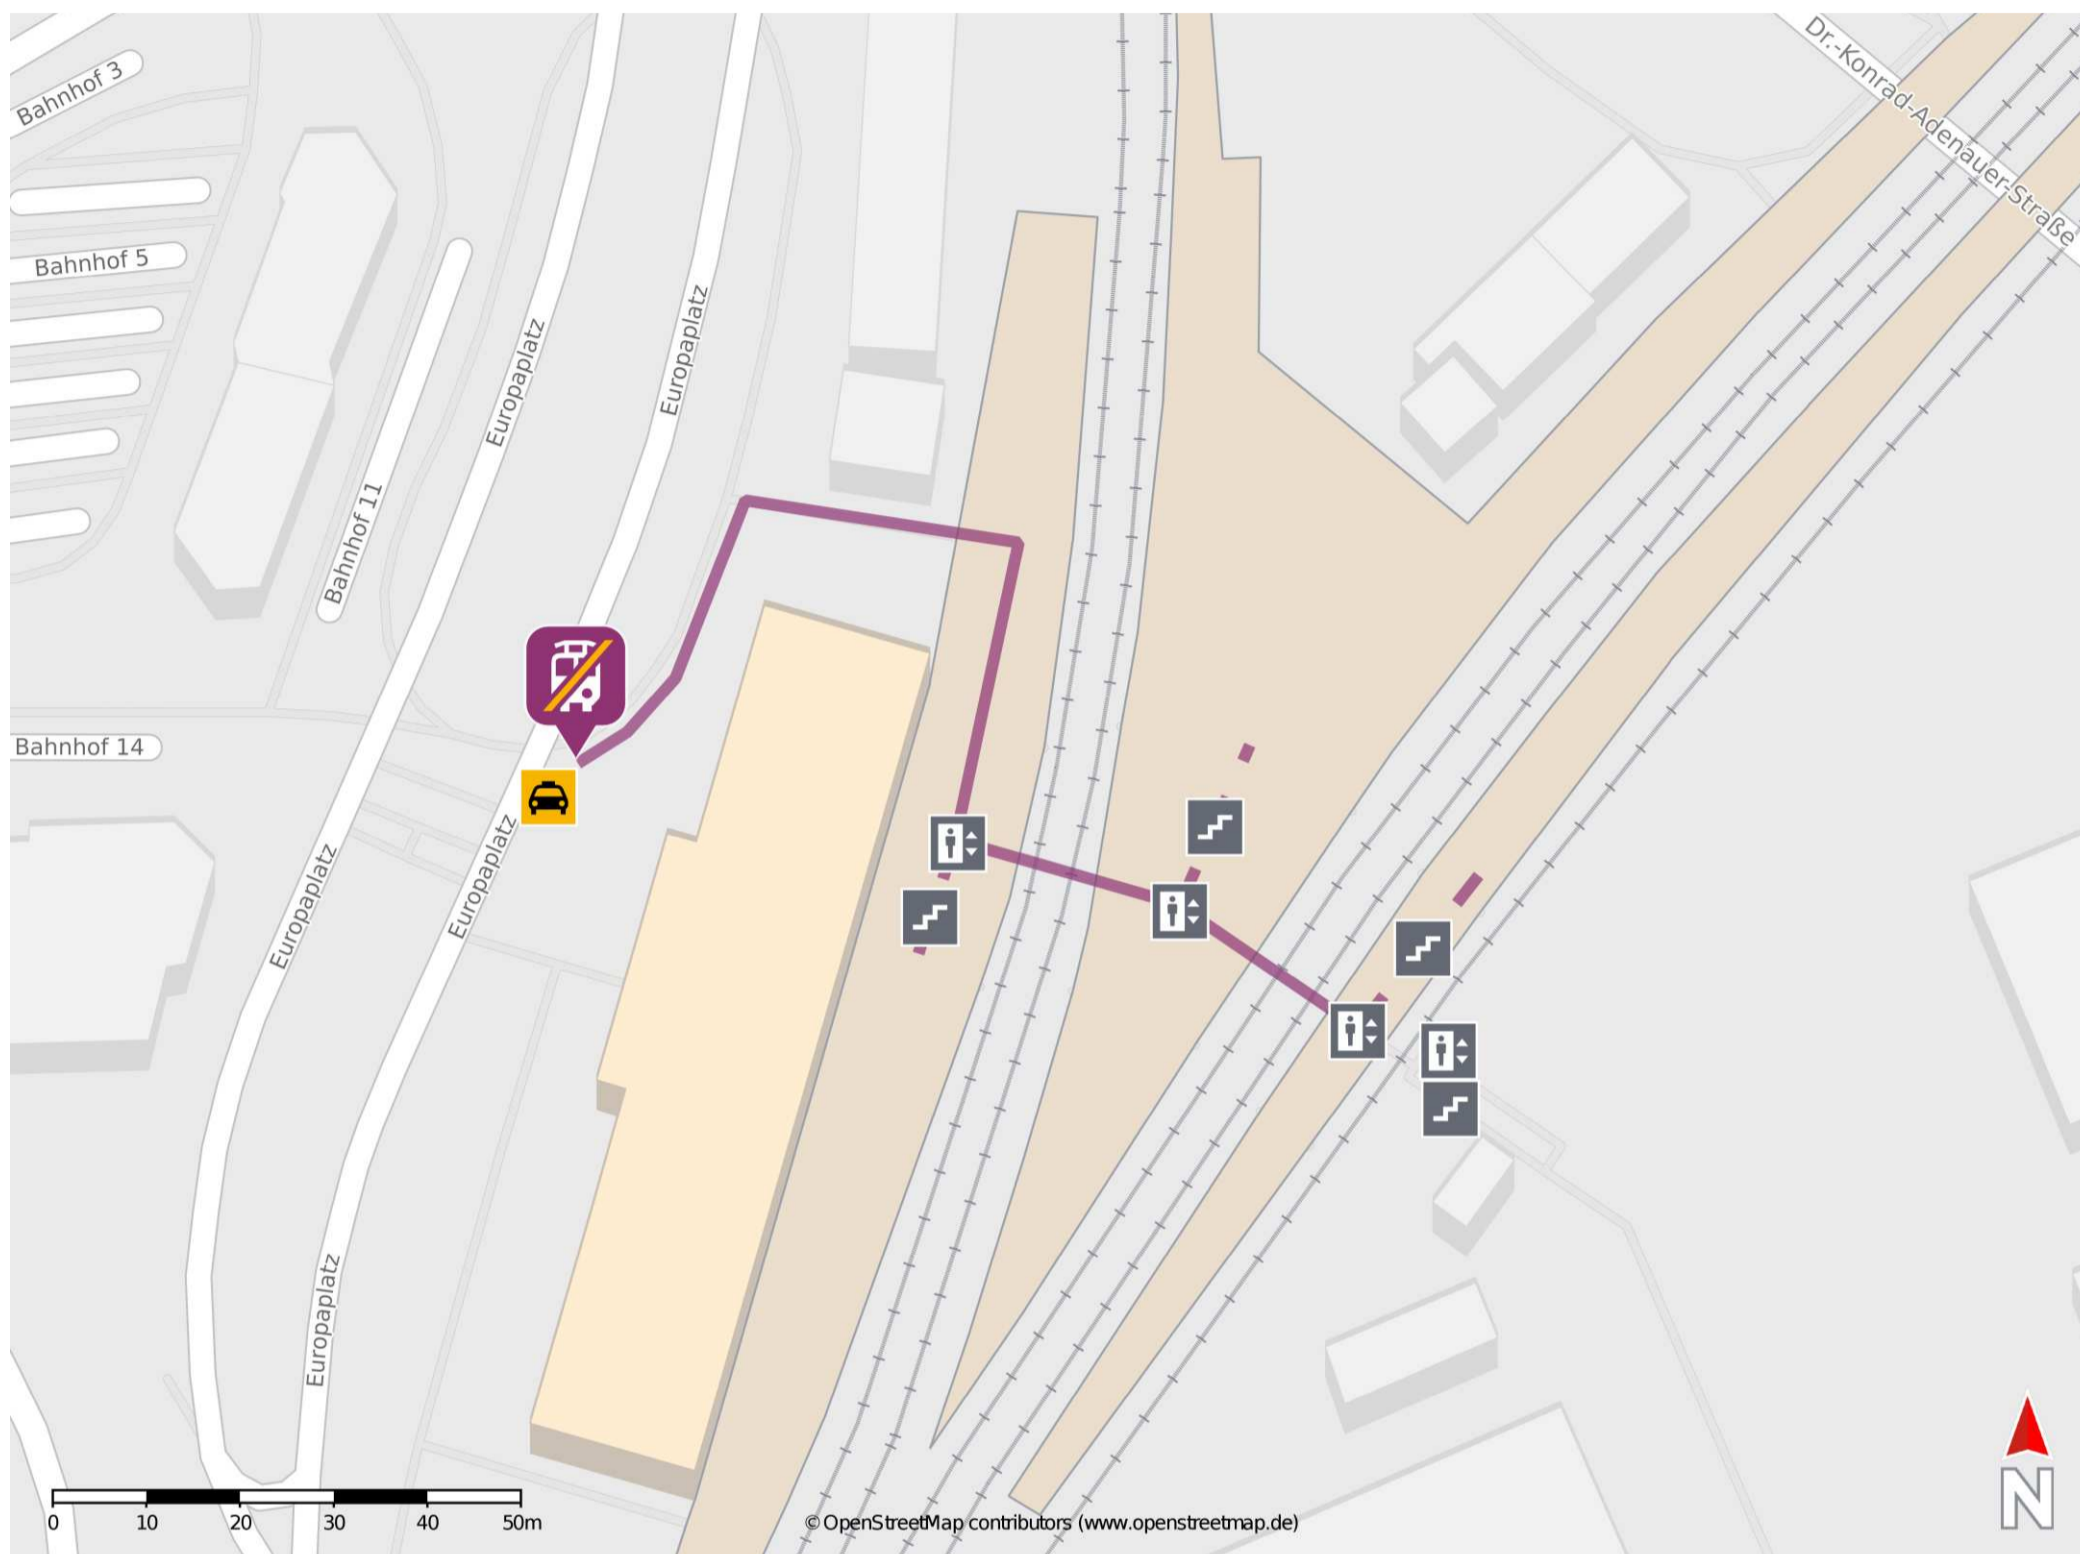 Dr.-Konrad-Adenauer-Straße
Bahnhof 3
Bahnhof 5
Europaplatz
Europaplatz
Bahnhof 11
Bahnhof 14
Europaplatz
Europaplatz
Europaplatz
0 10 20 30 40 50m
© OpenStreetMap contributors (www.openstreetmap.de)
N